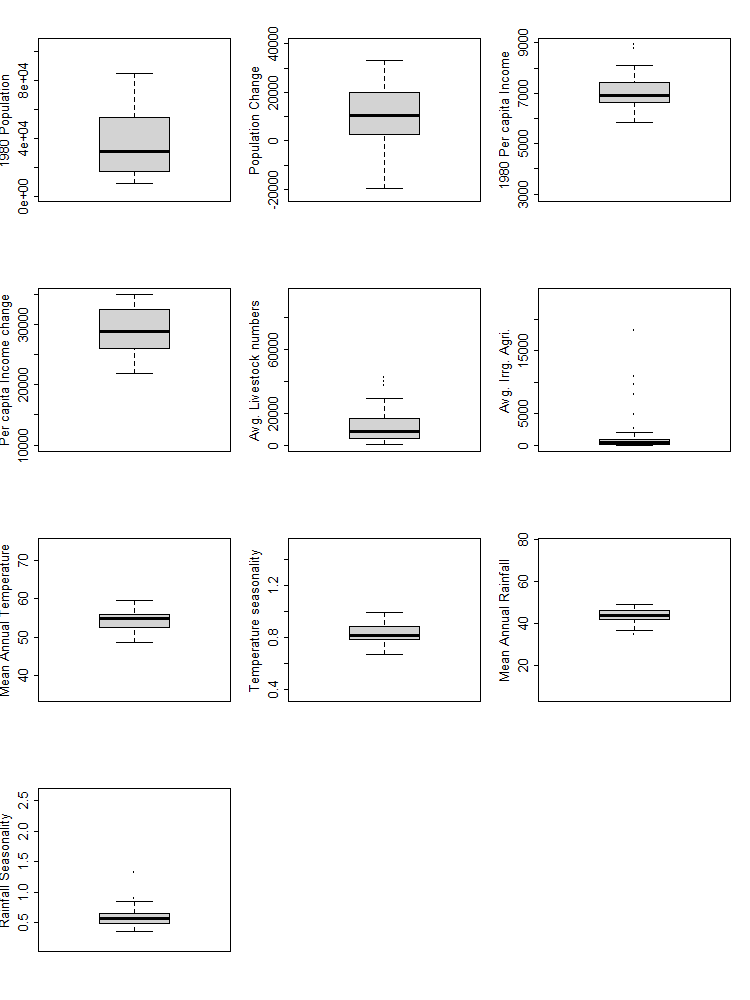 1980 Population
0e+00
4e+04
8e+04
Population Change
-20000
0
20000
40000
1980 Per capita Income
3000
5000
7000
9000
Per capita Income change
10000
20000
30000
Avg. Livestock numbers
0
20000
60000
Avg. Irrg. Agri.
0
5000
15000
Mean Annual Temperature
40
50
60
70
Temperature seasonality
0.4
0.8
1.2
Mean Annual Rainfall
20
40
60
80
Rainfall Seasonality
0.5
1.0
1.5
2.0
2.5